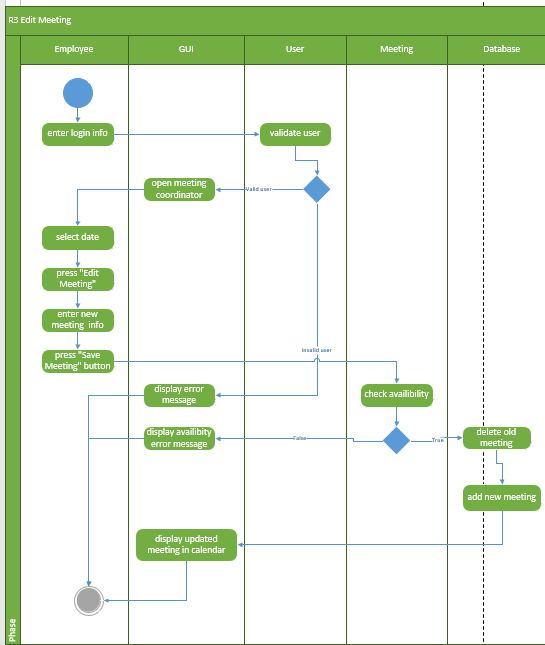 R3 Edit Meeting
Employee
GUI
User
Meeting
Database
enter login info
validate user
open meeting
coordinator
Valid user
select date
press "Edit
Meeting"
enter new
meeting info
press "Save
Meeting" button
Invalid user
display error
message
check availibility
display availibity
error message
False
True
delete old
meeting
add new meeting
display updated
meeting in calendar
Phase